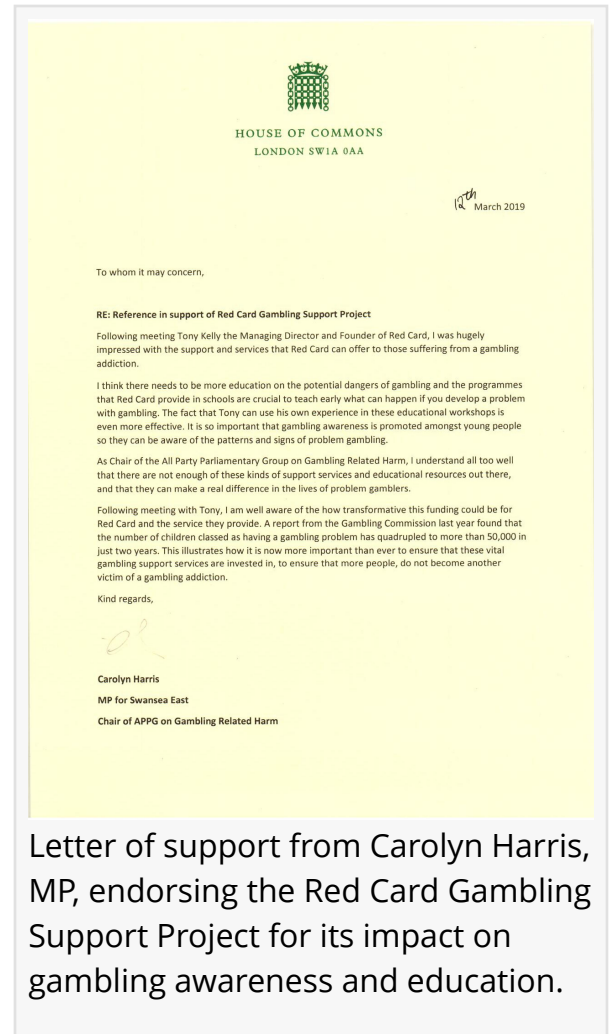 HOUSE OF COMMONS
LONDON SW1A 0AA
12th March 2019
To whom it may concern,
RE: Reference in support of Red Card Gambling Support Project
Following meeting Tony Kelly the Managing Director and Founder of Red Card, I was hugely
impressed with the support and services that Red Card can offer to those suffering from a gambling
addiction.
I think there needs to be more education on the potential dangers of gambling and the programmes
that Red Card provide in schools are crucial to teach early what can happen if you develop a problem
with gambling. The fact that Tony can use his own experience in these educational workshops is
even more effective. It is so important that gambling awareness is promoted amongst young people
so they can be aware of the patterns and signs of problem gambling.
As Chair of the All Party Parliamentary Group on Gambling Related Harm, I understand all too well
that there are not enough of these kinds of support services and educational resources out there,
and that they can make a real difference in the lives of problem gamblers.
Following meeting with Tony, I am well aware of the how transformative this funding could be for
Red Card and the service they provide. A report from the Gambling Commission last year found that
the number of children classed as having a gambling problem has quadrupled to more than 50,000 in
just two years. This illustrates how it is now more important than ever to ensure that these vital
gambling support services are invested in, to ensure that more people, do not become another
victim of a gambling addiction.
Kind regards,
Carolyn Harris
MP for Swansea East
Chair of APPG on Gambling Related Harm
Letter of support from Carolyn Harris,
MP, endorsing the Red Card Gambling
Support Project for its impact on
gambling awareness and education.